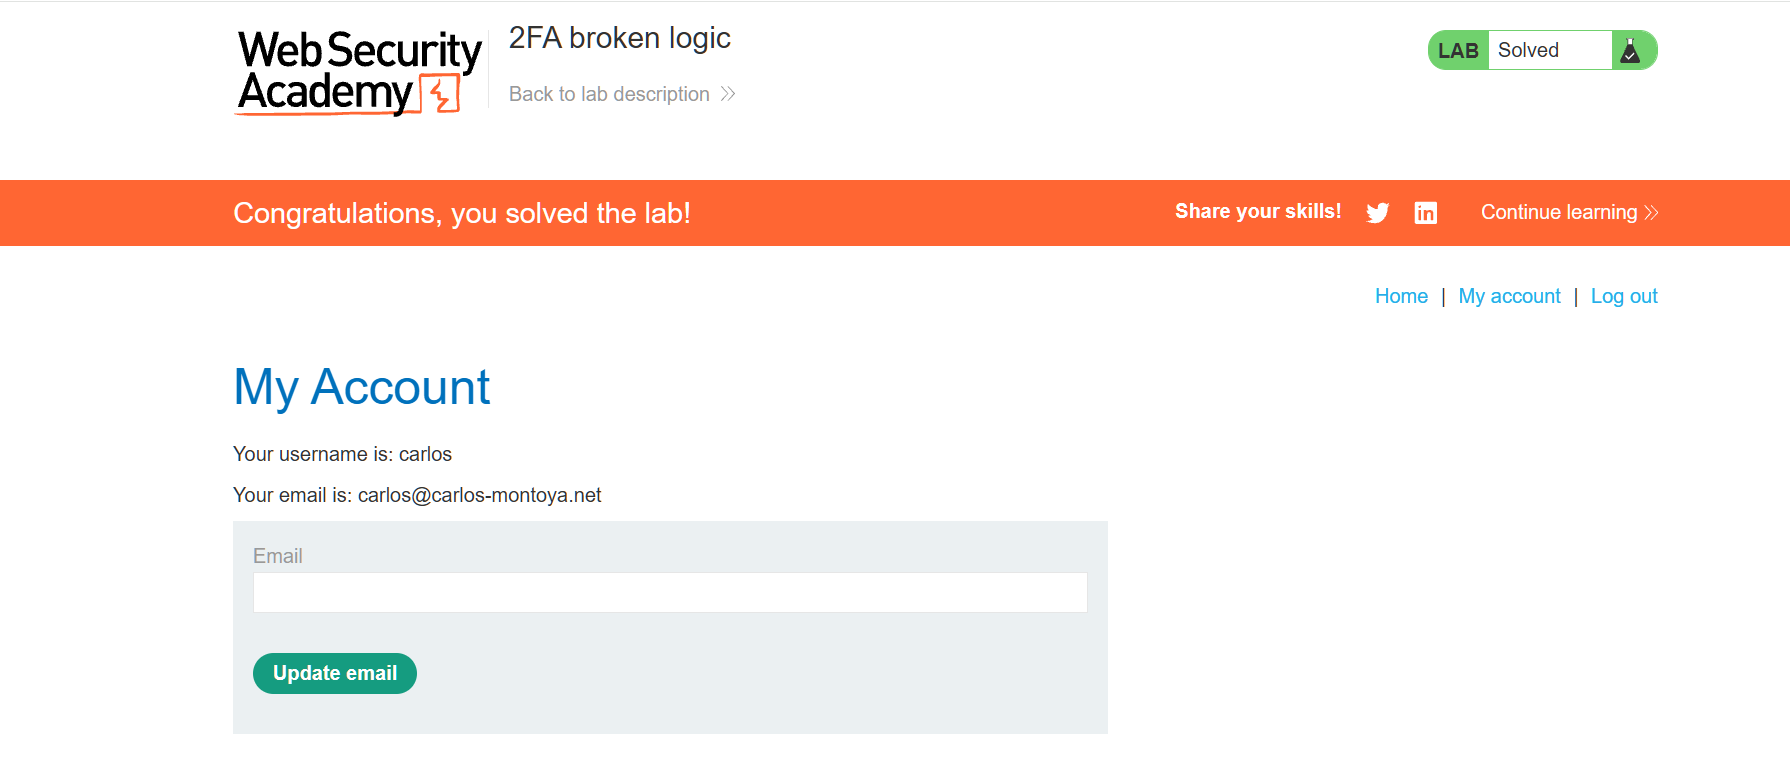 Web Security
Academy
2FA broken logic
Back to lab description
LAB Solved
Congratulations, you solved the lab!
Share your skills!
Continue learning
Home | My account | Log out
My Account
Your username is: carlos
Your email is: carlos@carlos-montoya.net
Email
Update email